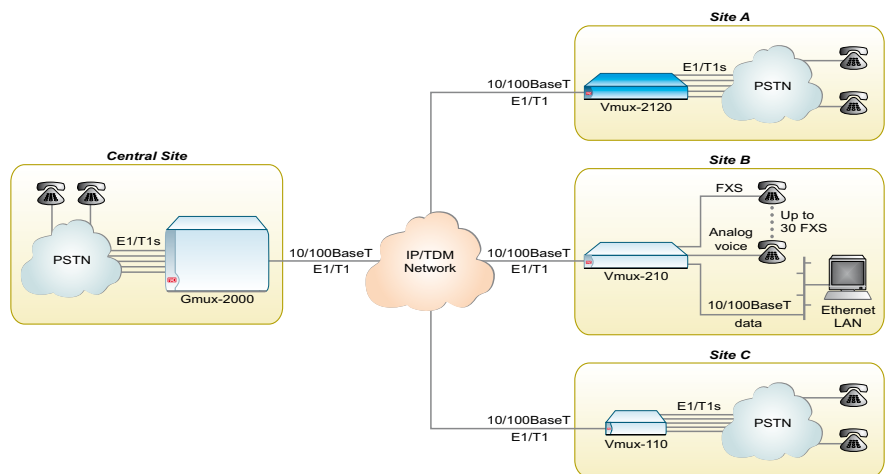 Central Site
PSTN
E1/T1s
Gmux-2000
10/100BaseT
E1/T1
IP/TDM
Network
10/100BaseT
E1/T1
Site A
Vmux-2120
E1/T1s
PSTN
10/100BaseT
E1/T1
Site B
Vmux-210
FXS
Analog
voice
Up to
30 FXS
10/100BaseT
data
Ethernet
LAN
10/100BaseT
E1/T1
Site C
Vmux-110
E1/T1s
PSTN